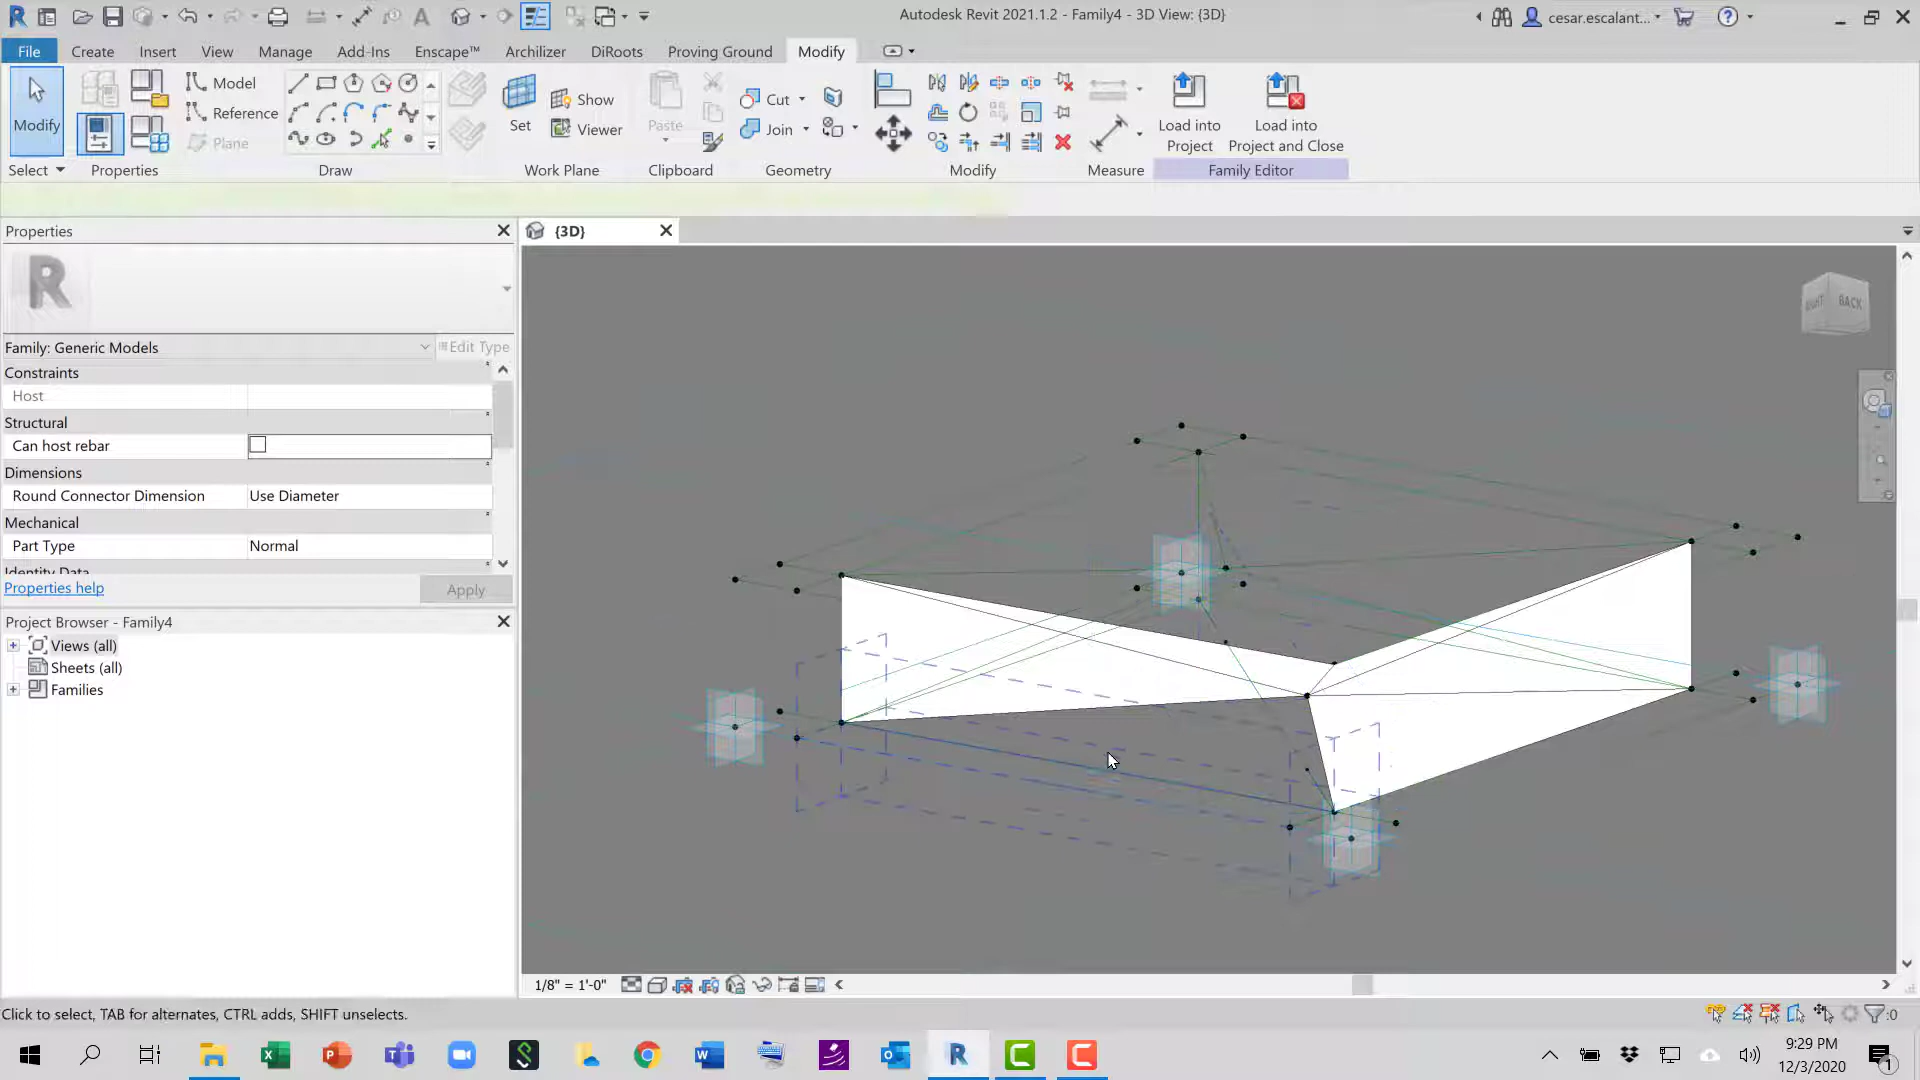 Autodesk Revit 2021.1.2 - Family4 - 3D View: {3D}
cesar.escalant...
File Create Insert View Manage Add-Ins Enscape™ Archilizer DiRoots Proving Ground Modify
Modify
Model
Reference
Plane
Set
Show
Viewer
Paste
Cut
Join
Load into Project
Load into Project and Close
Select Properties Draw Work Plane Clipboard Geometry Modify Measure Family Editor
Properties
{3D}
Family: Generic Models
Edit Type
Constraints
Host
Structural
Can host rebar
Dimensions
Round Connector Dimension Use Diameter
Mechanical
Part Type Normal
Identity Data
Properties help
Apply
Project Browser - Family4
Views (all)
Sheets (all)
Families
RIGHT BACK
1/8" = 1'-0"
Click to select, TAB for alternates, CTRL adds, SHIFT unselects.
:0
9:29 PM
12/3/2020
1